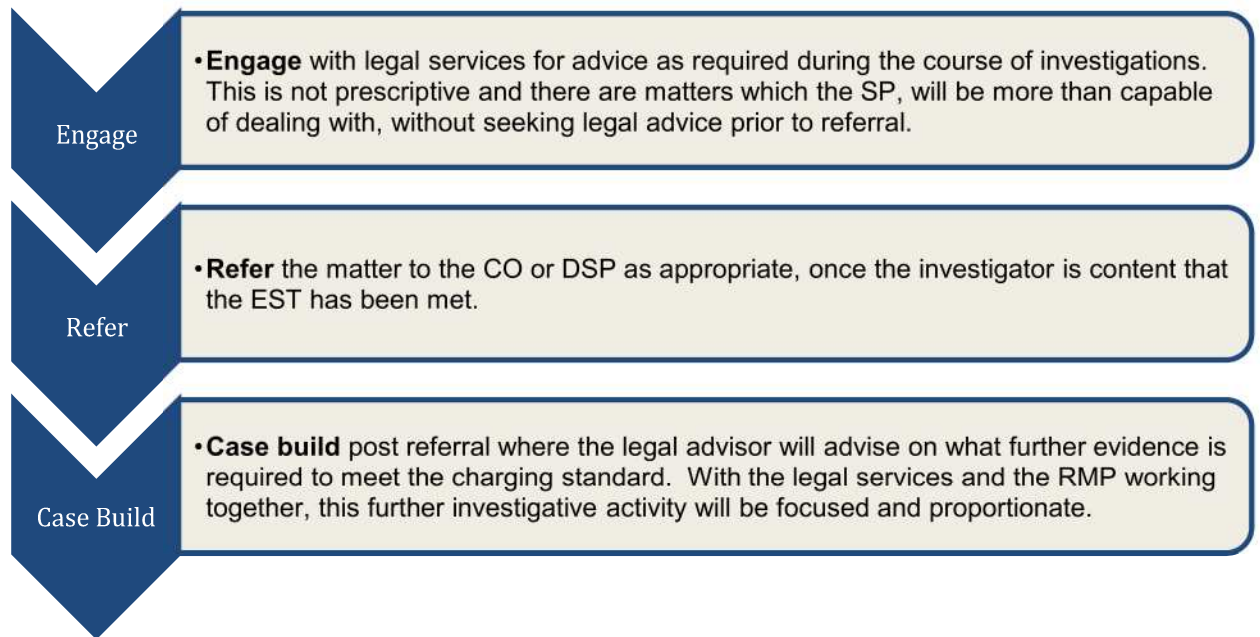 Engage
•Engage with legal services for advice as required during the course of investigations.
This is not prescriptive and there are matters which the SP, will be more than capable
of dealing with, without seeking legal advice prior to referral.
Refer
•Refer the matter to the CO or DSP as appropriate, once the investigator is content that
the EST has been met.
Case Build
•Case build post referral where the legal advisor will advise on what further evidence is
required to meet the charging standard.  With the legal services and the RMP working
together, this further investigative activity will be focused and proportionate.